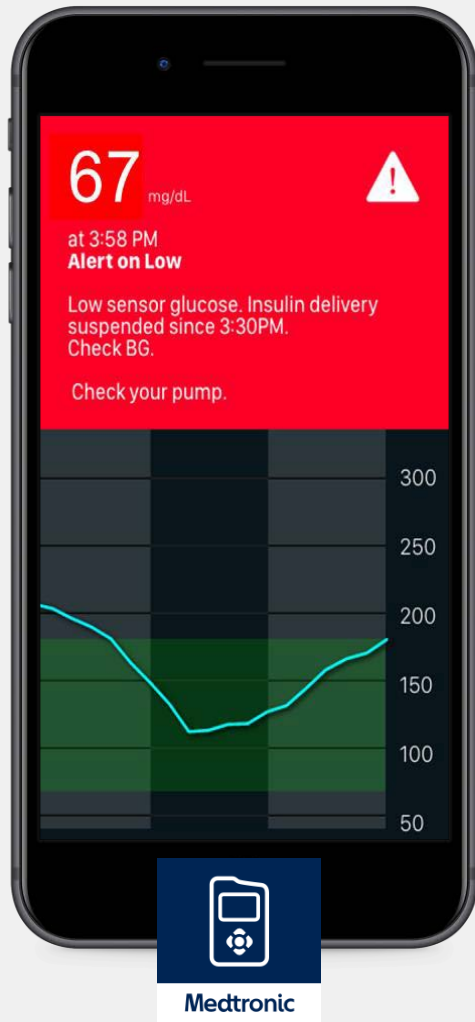 67 mg/dL
at 3:58 PM
Alert on Low
Low sensor glucose. Insulin delivery
suspended since 3:30PM.
Check BG.
Check your pump.
300
250
200
150
100
50
Medtronic